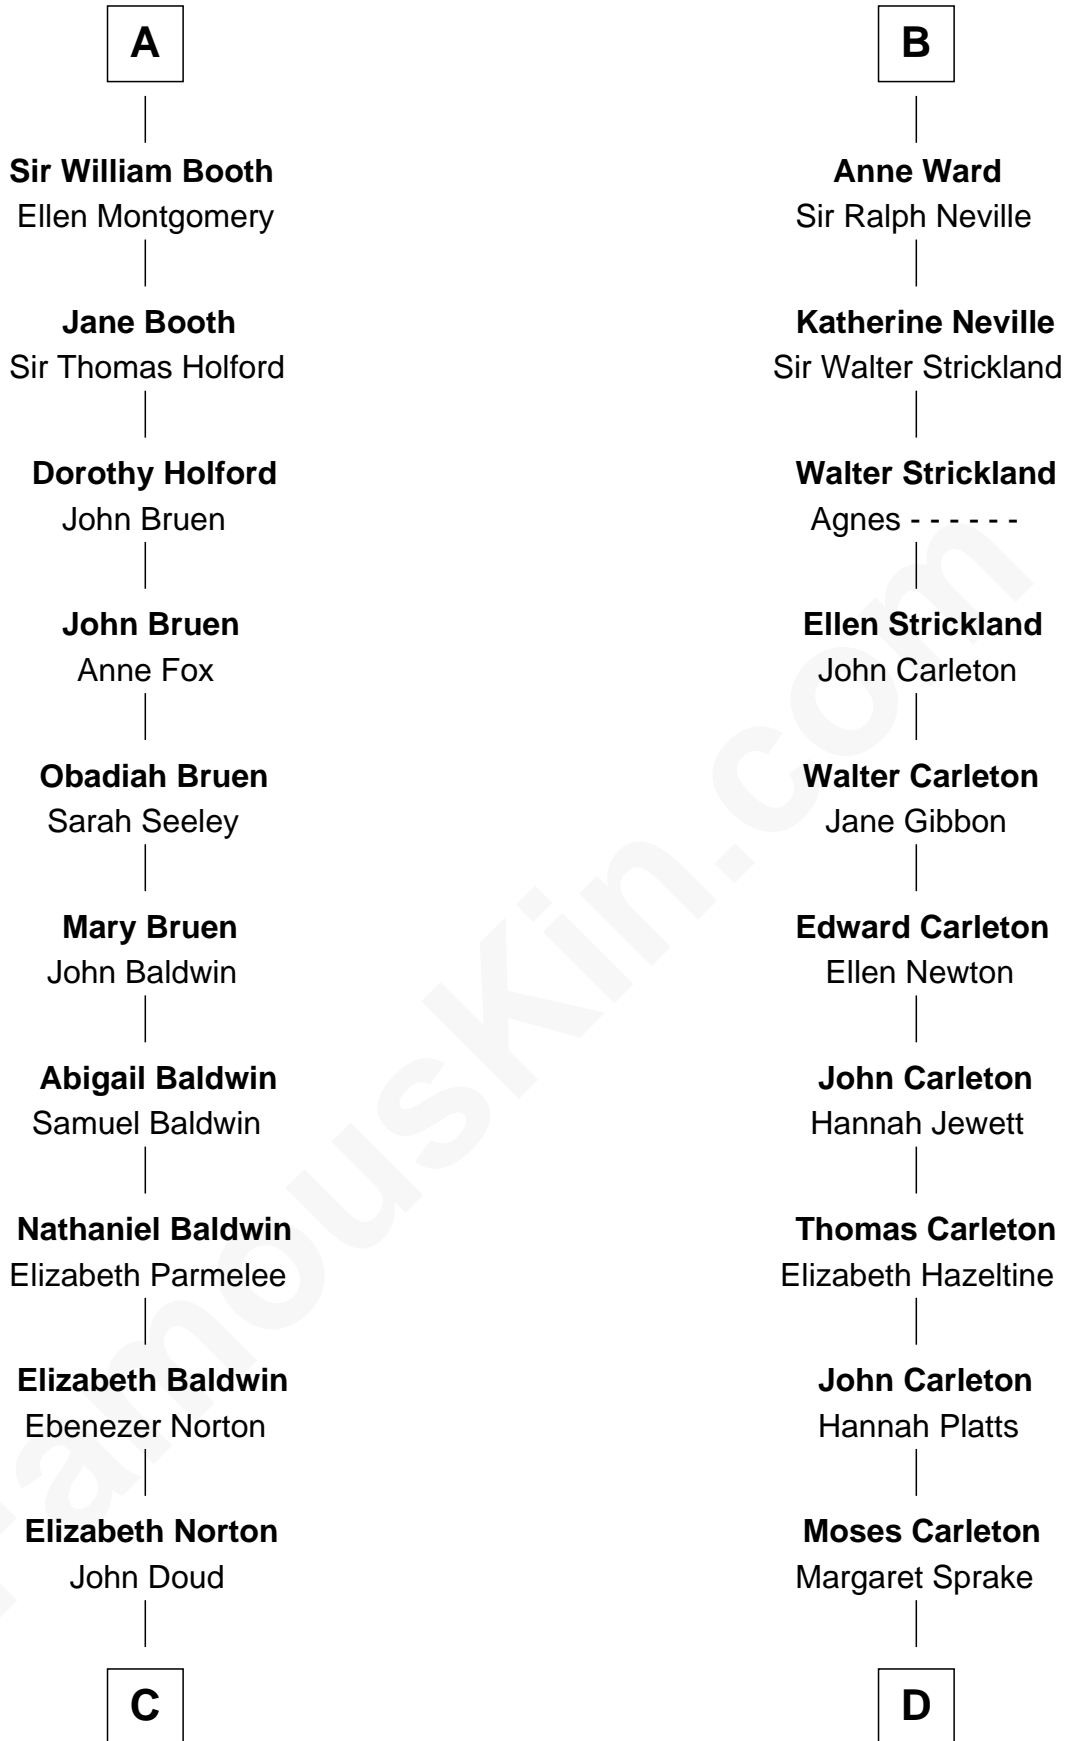 A
Sir William Booth
Ellen Montgomery
Jane Booth
Sir Thomas Holford
Dorothy Holford
John Bruen
John Bruen
Anne Fox
Obadiah Bruen
Sarah Seeley
Mary Bruen
John Baldwin
Abigail Baldwin
Samuel Baldwin
Nathaniel Baldwin
Elizabeth Parmelee
Elizabeth Baldwin
Ebenezer Norton
Elizabeth Norton
John Doud
C
B
Anne Ward
Sir Ralph Neville
Katherine Neville
Sir Walter Strickland
Walter Strickland
Agnes - - - - - -
Ellen Strickland
John Carleton
Walter Carleton
Jane Gibbon
Edward Carleton
Ellen Newton
John Carleton
Hannah Jewett
Thomas Carleton
Elizabeth Hazeltine
John Carleton
Hannah Platts
Moses Carleton
Margaret Sprake
D
FamousKin.com